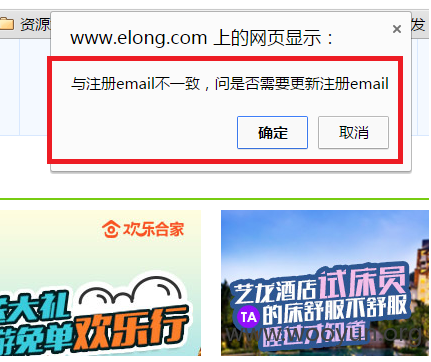 资源
发
www.elong.com 上的网页显示：
与注册email不一致，问是否需要更新注册email
确定
取消
欢乐合家
大礼
免单欢乐行
艺龙酒店试床员
TA的床舒服不舒服